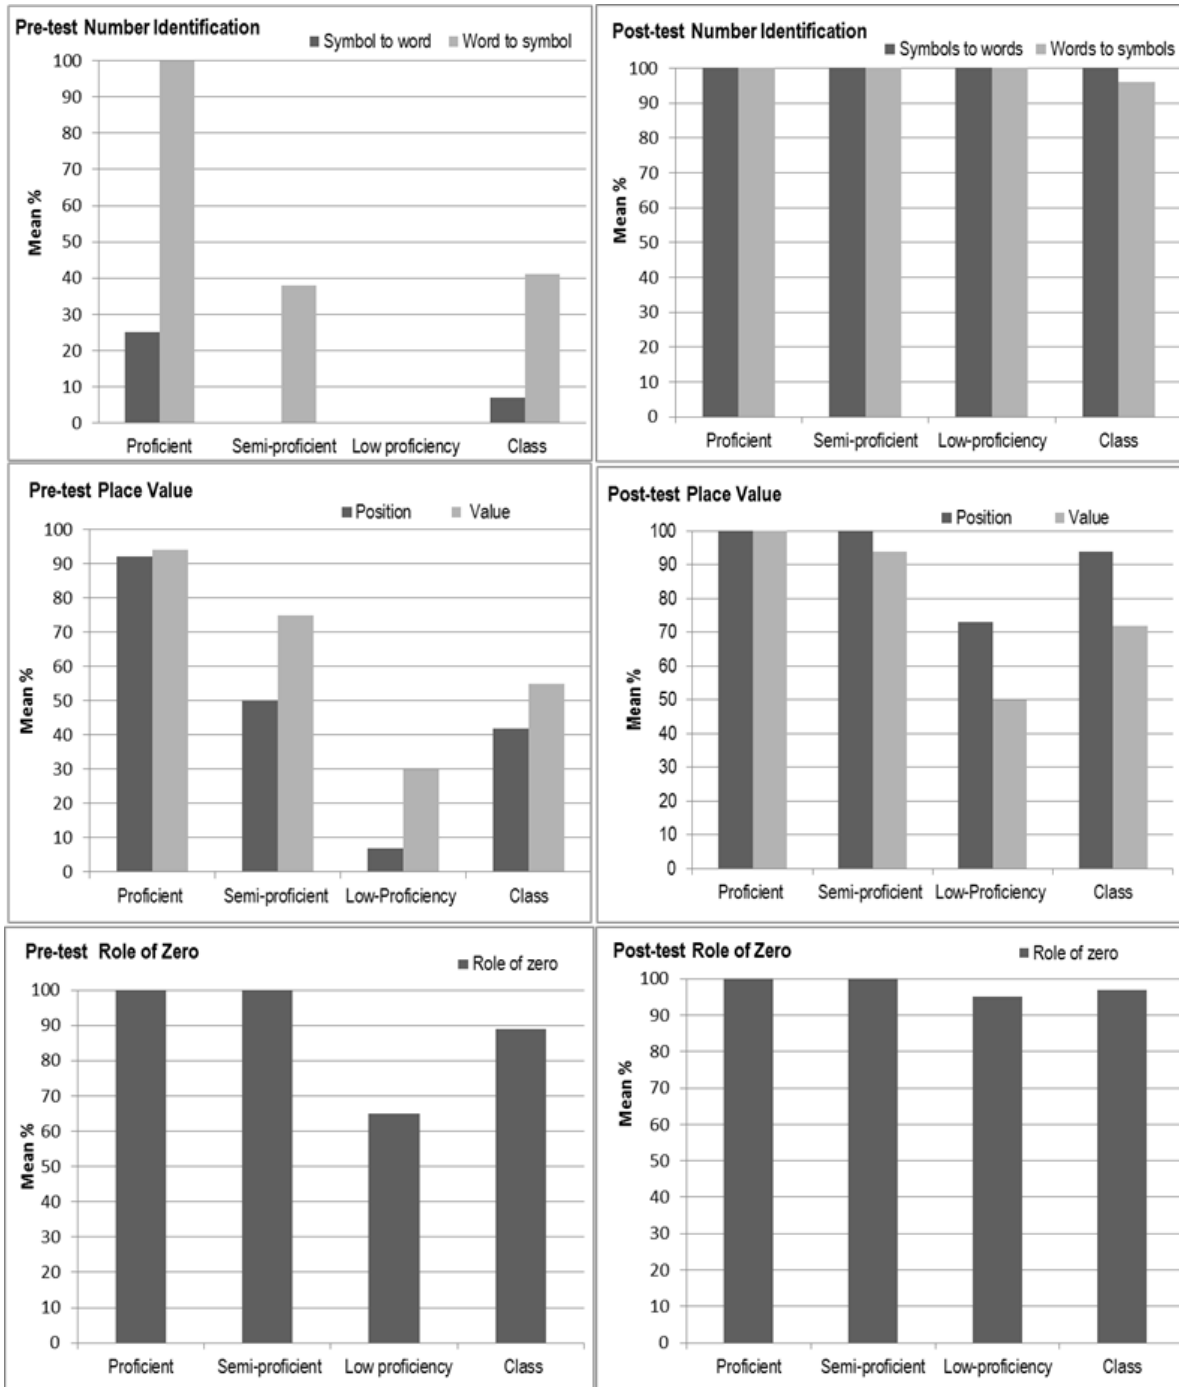 Pre-test Number Identification
Symbol to word Word to symbol
100
90
80
70
60
50
40
30
20
10
0
Mean %
Proficient Semi-proficient Low proficiency Class
Post-test Number Identification
Symbols to words Words to symbols
100
90
80
70
60
50
40
30
20
10
0
Mean %
Proficient Semi-proficient Low-proficiency Class
Pre-test Place Value
Position Value
100
90
80
70
60
50
40
30
20
10
0
Mean %
Proficient Semi-proficient Low-Proficiency Class
Post-test Place Value
Position Value
100
90
80
70
60
50
40
30
20
10
0
Mean %
Proficient Semi-proficient Low-Proficiency Class
Pre-test Role of Zero
Role of zero
100
90
80
70
60
50
40
30
20
10
0
Mean %
Proficient Semi-proficient Low proficiency Class
Post-test Role of Zero
Role of zero
100
90
80
70
60
50
40
30
20
10
0
Mean %
Proficient Semi-proficient Low-proficiency Class